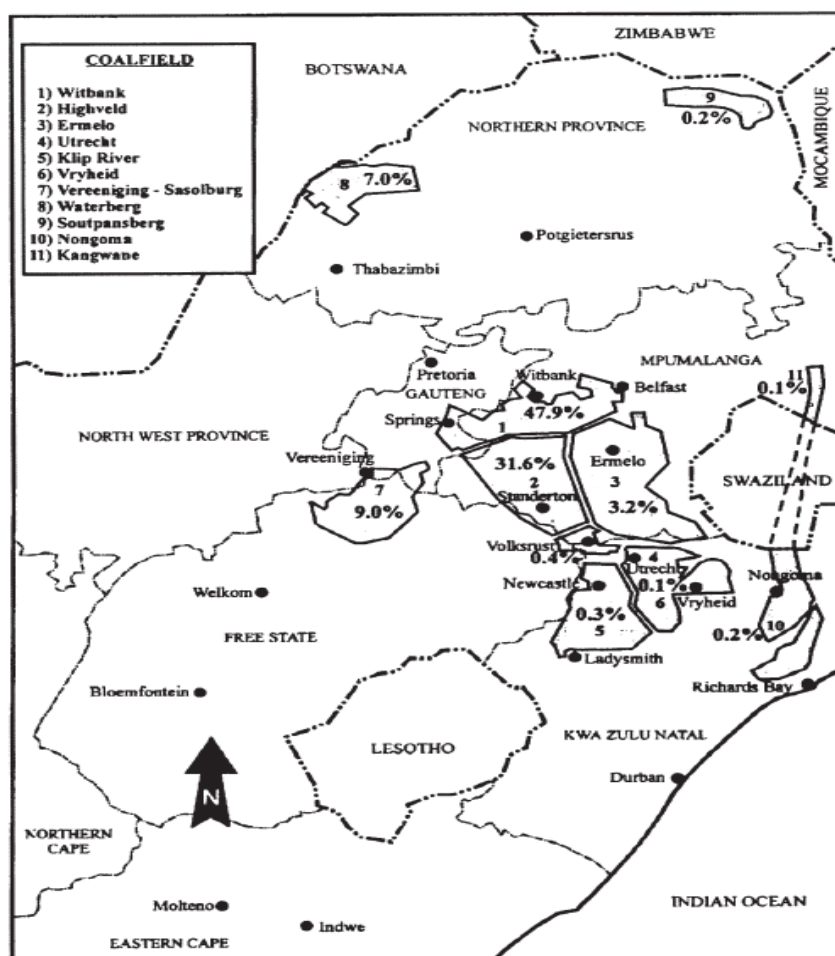 ZIMBABWE
BOTSWANA
COALFIELD
1) Witbank
2) Highveld
3) Ermelo
4) Utrecht
5) Klip River
6) Vryheid
7) Vereeniging - Sasolburg
8) Waterberg
9) Soutpansberg
10) Nongoma
11) Kangwane
MOCAMBIQUE
9
0.2%
NORTHERN PROVINCE
8 7.0%
Potgietersrus
Thabazimbi
MPUMALANGA
11
0.1%
Pretoria
GAUTENG
Witbank
Belfast
47.9%
Springs
1
NORTH WEST PROVINCE
Vereeniging
31.6%
2
Standerton
Ermelo
3
3.2%
SWAZILAND
7
9.0%
Volksrust
0.4%
4
Utrecht
Newcastle
0.1%
6
Vryheid
Nongoma
Welkom
0.3%
5
10
0.2%
FREE STATE
Ladysmith
Richards Bay
Bloemfontein
KWA ZULU NATAL
LESOTHO
Durban
N
NORTHERN
CAPE
Molteno
Indwe
INDIAN OCEAN
EASTERN CAPE